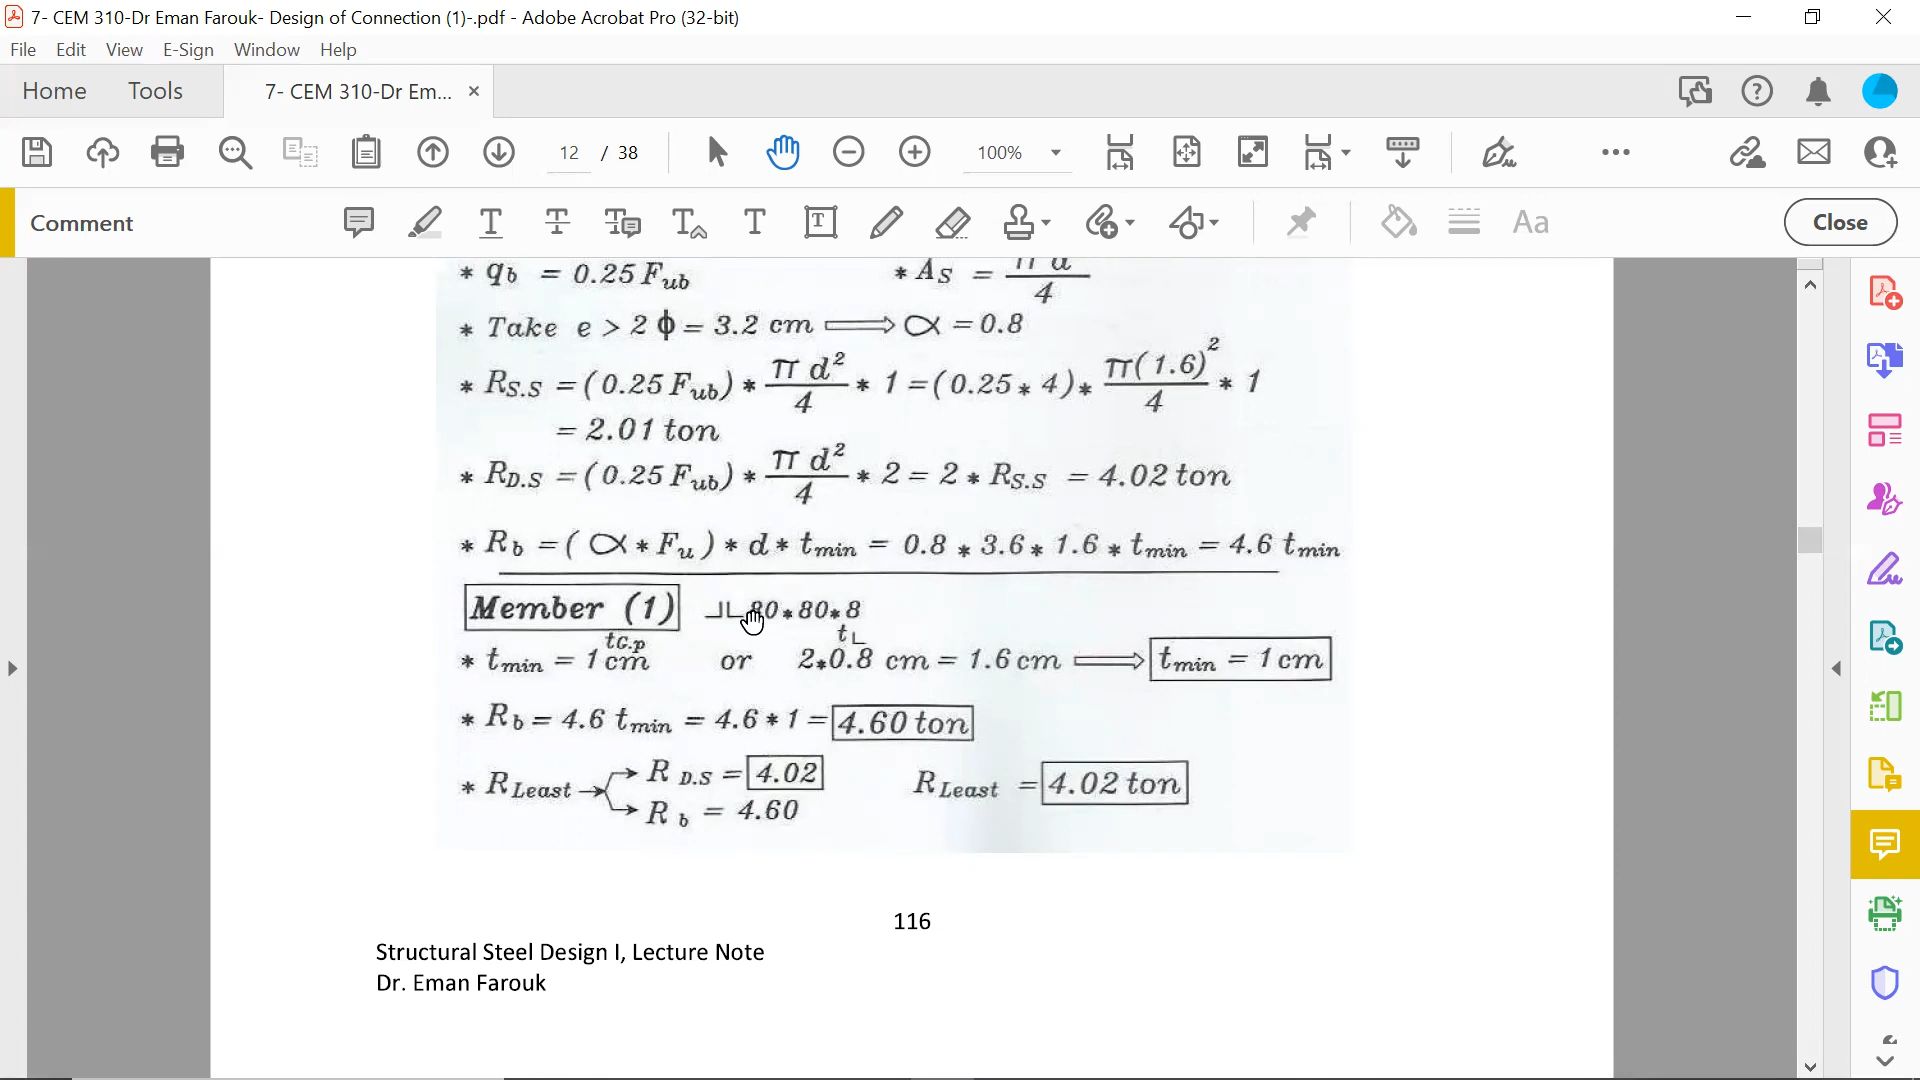 7- CEM 310-Dr Eman Farouk- Design of Connection (1)-.pdf - Adobe Acrobat Pro (32-bit)
File Edit View E-Sign Window Help
Home Tools 7- CEM 310-Dr Em... ×
12 / 38 100%
Comment Aa Close
* q_b = 0.25 F_ub * A_S = π d / 4
* Take e > 2 ϕ = 3.2 cm ⟹ ∝ = 0.8
* R_S.S = ( 0.25 F_ub ) * π d² / 4 * 1 = ( 0.25 * 4 ) * π( 1.6)² / 4 * 1
= 2.01 ton
* R_D.S = ( 0.25 F_ub ) * π d² / 4 * 2 = 2 * R_S.S = 4.02 ton
* R_b = ( ∝ * F_u ) * d * t_min = 0.8 * 3.6 * 1.6 * t_min = 4.6 t_min
Member (1) ⅃L 80*80*8
t_G.p t_L
* t_min = 1 cm or 2*0.8 cm = 1.6 cm ⟹ t_min = 1 cm
* R_b = 4.6 t_min = 4.6 * 1 = 4.60 ton
* R_Least → R_D.S = 4.02 R_Least = 4.02 ton
→ R_b = 4.60
116
Structural Steel Design I, Lecture Note
Dr. Eman Farouk